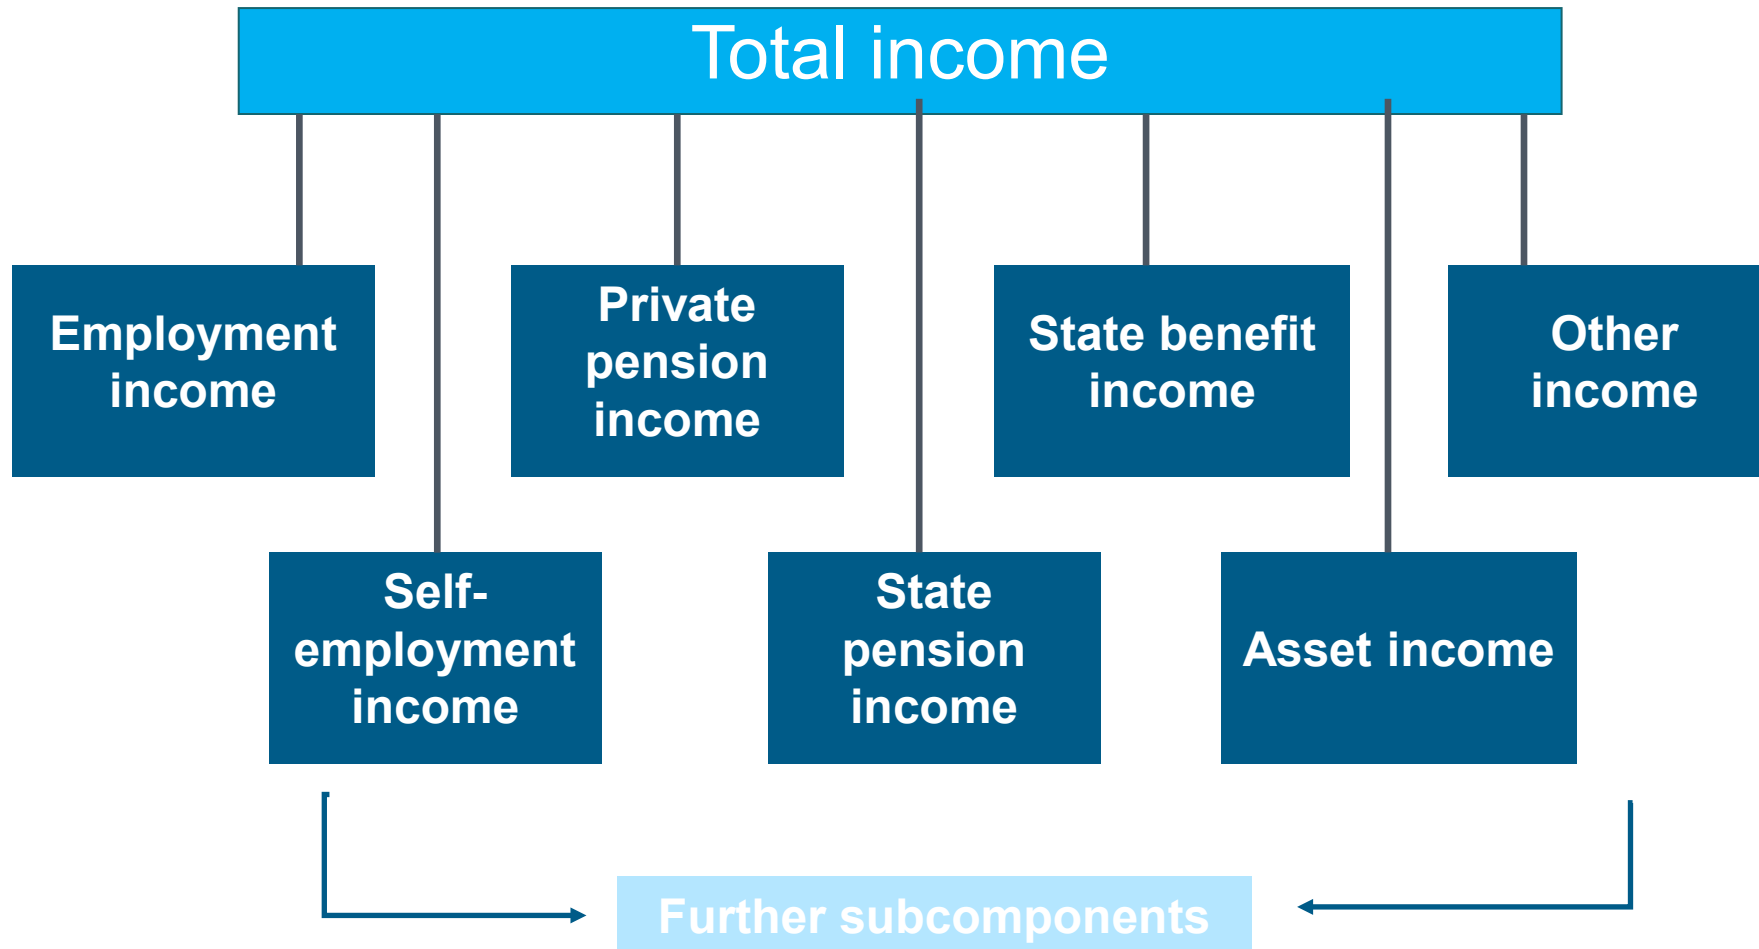 Total income
Employment
income
Private
pension
income
State benefit
income
Other
income
Self-
employment
income
State
pension
income
Asset income
Further subcomponents